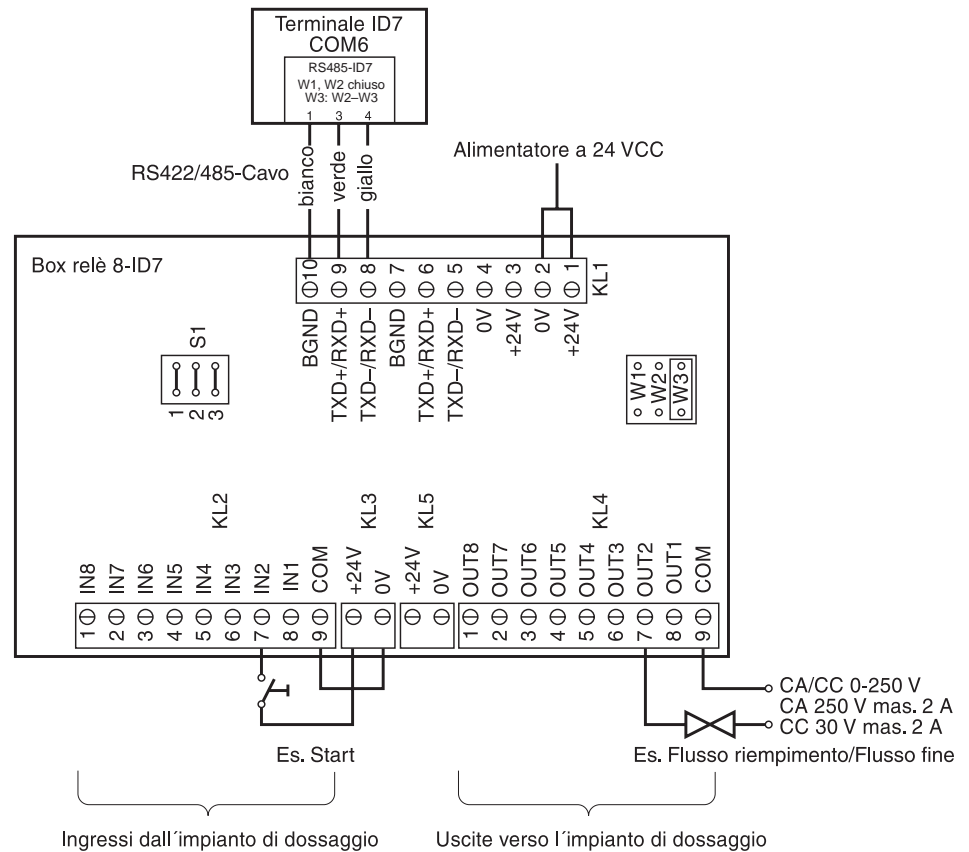 Terminale ID7
COM6
RS485-ID7
W1, W2 chiuso
W3: W2–W3
1 3 4
RS422/485-Cavo
bianco
verde
giallo
Alimentatore a 24 VCC
Box relè 8-ID7
10 9 8 7 6 5 4 3 2 1
KL1
BGND
TXD+/RXD+
TXD–/RXD–
BGND
TXD+/RXD+
TXD–/RXD–
0V
+24V
0V
+24V
S1
1 2 3
W1
W2
W3
KL2
KL3
KL5
KL4
IN8 IN7 IN6 IN5 IN4 IN3 IN2 IN1 COM
+24V 0V
+24V 0V
OUT8 OUT7 OUT6 OUT5 OUT4 OUT3 OUT2 OUT1 COM
1 2 3 4 5 6 7 8 9
1 2 3 4 5 6 7 8 9
CA/CC 0-250 V
CA 250 V mas. 2 A
CC 30 V mas. 2 A
Es. Start
Es. Flusso riempimento/Flusso fine
Ingressi dall´impianto di dossaggio
Uscite verso l´impianto di dossaggio